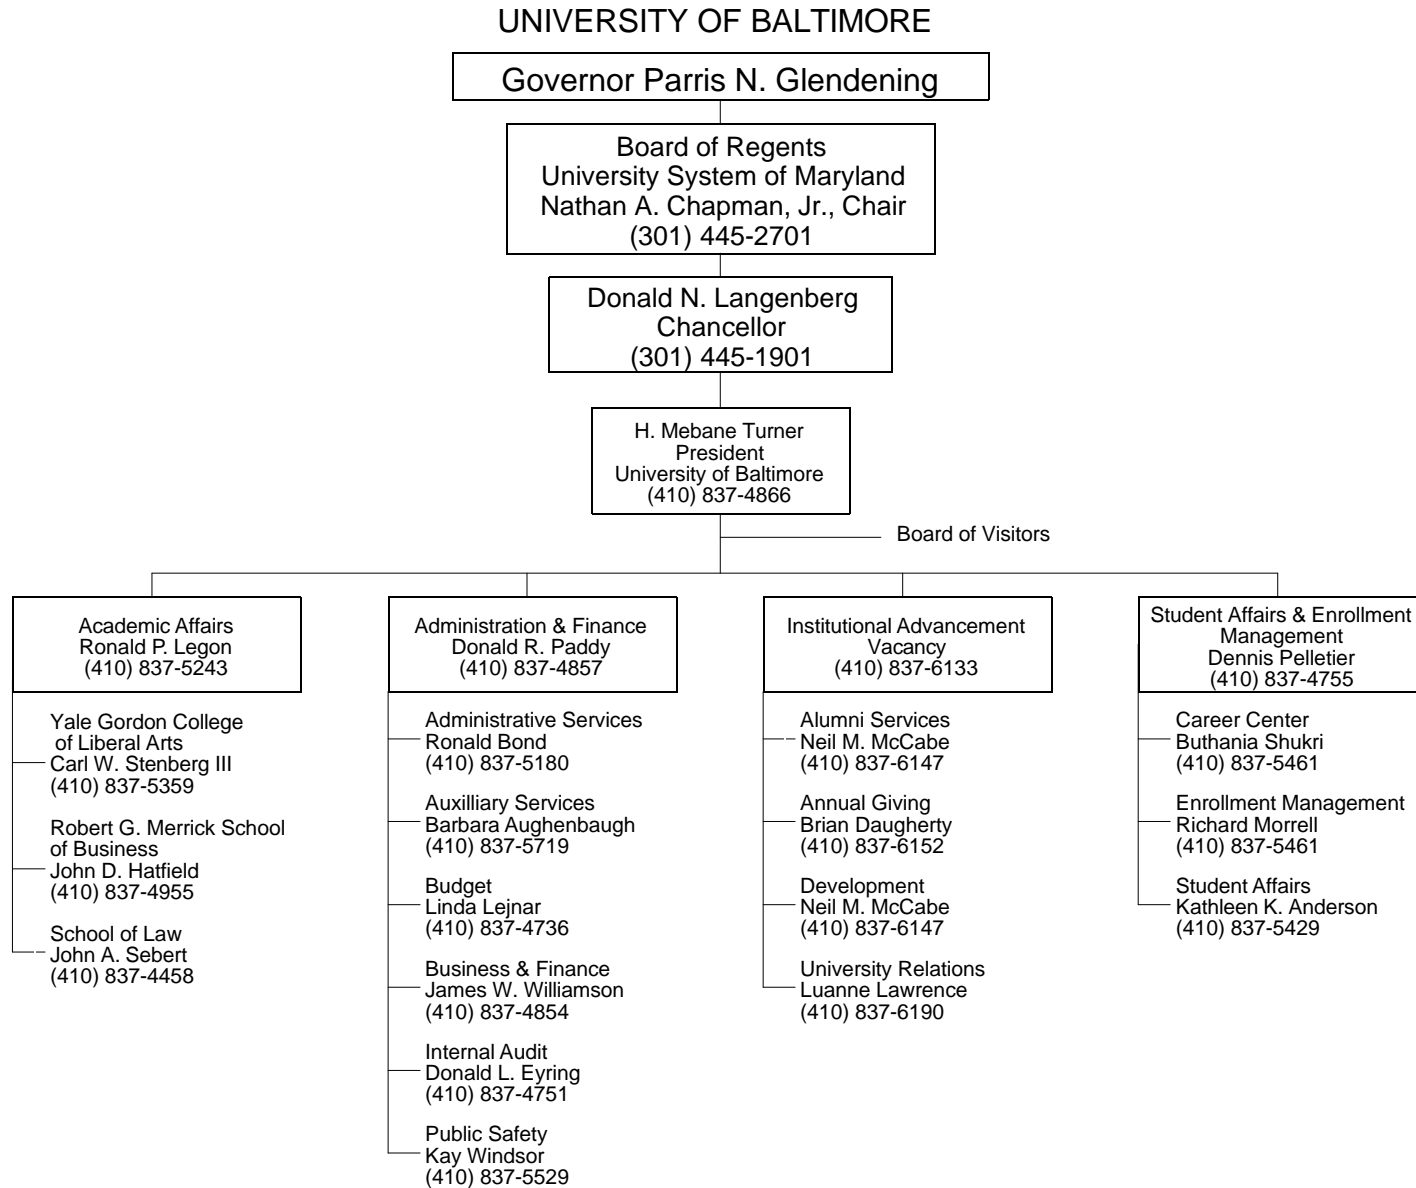 UNIVERSITY OF BALTIMORE
Governor Parris N. Glendening
Board of Regents
University System of Maryland
Nathan A. Chapman, Jr., Chair
(301) 445-2701
Donald N. Langenberg
Chancellor
(301) 445-1901
H. Mebane Turner
President
University of Baltimore
(410) 837-4866
Board of Visitors
Academic Affairs
Ronald P. Legon
(410) 837-5243
Yale Gordon College
of Liberal Arts
Carl W. Stenberg III
(410) 837-5359
Robert G. Merrick School
of Business
John D. Hatfield
(410) 837-4955
School of Law
John A. Sebert
(410) 837-4458
Administration & Finance
Donald R. Paddy
(410) 837-4857
Administrative Services
Ronald Bond
(410) 837-5180
Auxilliary Services
Barbara Aughenbaugh
(410) 837-5719
Budget
Linda Lejnar
(410) 837-4736
Business & Finance
James W. Williamson
(410) 837-4854
Internal Audit
Donald L. Eyring
(410) 837-4751
Public Safety
Kay Windsor
(410) 837-5529
Institutional Advancement
Vacancy
(410) 837-6133
Alumni Services
Neil M. McCabe
(410) 837-6147
Annual Giving
Brian Daugherty
(410) 837-6152
Development
Neil M. McCabe
(410) 837-6147
University Relations
Luanne Lawrence
(410) 837-6190
Student Affairs & Enrollment
Management
Dennis Pelletier
(410) 837-4755
Career Center
Buthania Shukri
(410) 837-5461
Enrollment Management
Richard Morrell
(410) 837-5461
Student Affairs
Kathleen K. Anderson
(410) 837-5429